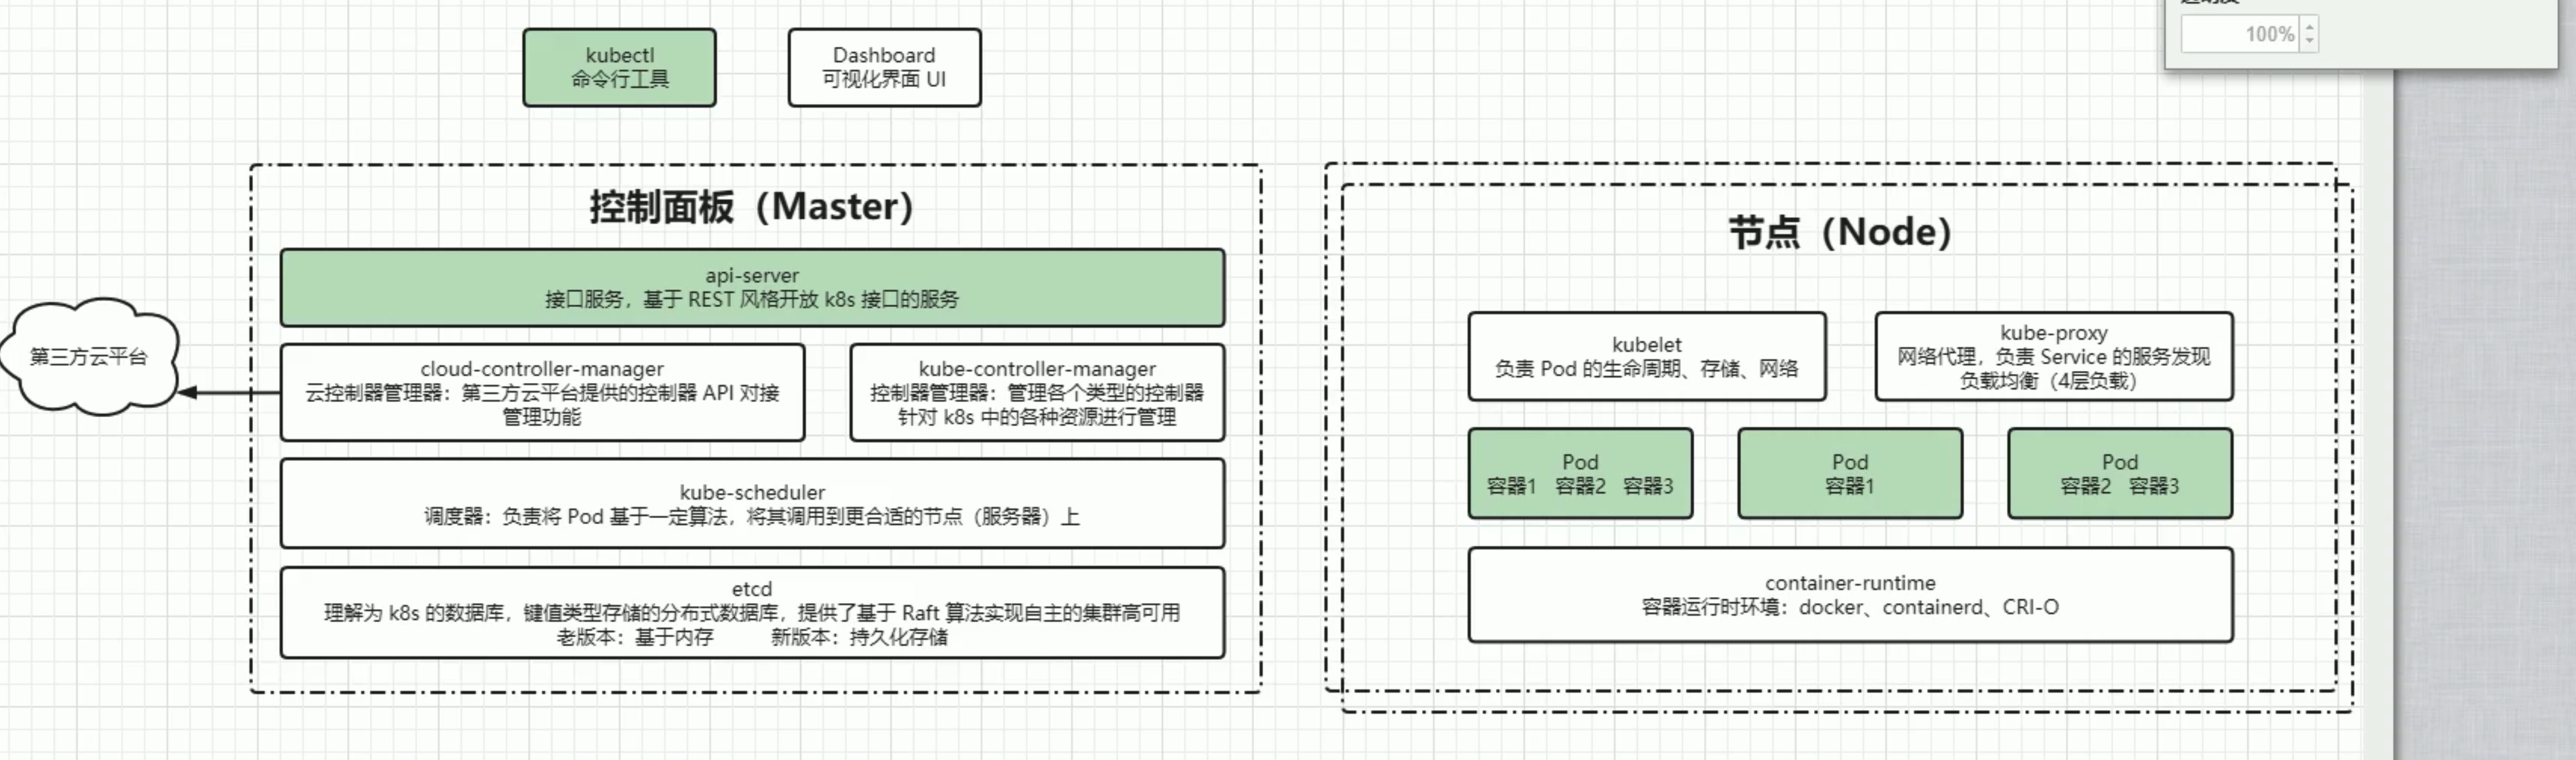 100%
kubectl
命令行工具
Dashboard
可视化界面 UI
控制面板（Master）
api-server
接口服务，基于 REST 风格开放 k8s 接口的服务
第三方云平台
cloud-controller-manager
云控制器管理器：第三方云平台提供的控制器 API 对接
管理功能
kube-controller-manager
控制器管理器：管理各个类型的控制器
针对 k8s 中的各种资源进行管理
kube-scheduler
调度器：负责将 Pod 基于一定算法，将其调用到更合适的节点（服务器）上
etcd
理解为 k8s 的数据库，键值类型存储的分布式数据库，提供了基于 Raft 算法实现自主的集群高可用
老版本：基于内存 新版本：持久化存储
节点（Node）
kubelet
负责 Pod 的生命周期、存储、网络
kube-proxy
网络代理，负责 Service 的服务发现
负载均衡（4层负载）
Pod
容器1 容器2 容器3
Pod
容器1
Pod
容器2 容器3
container-runtime
容器运行时环境：docker、containerd、CRI-O